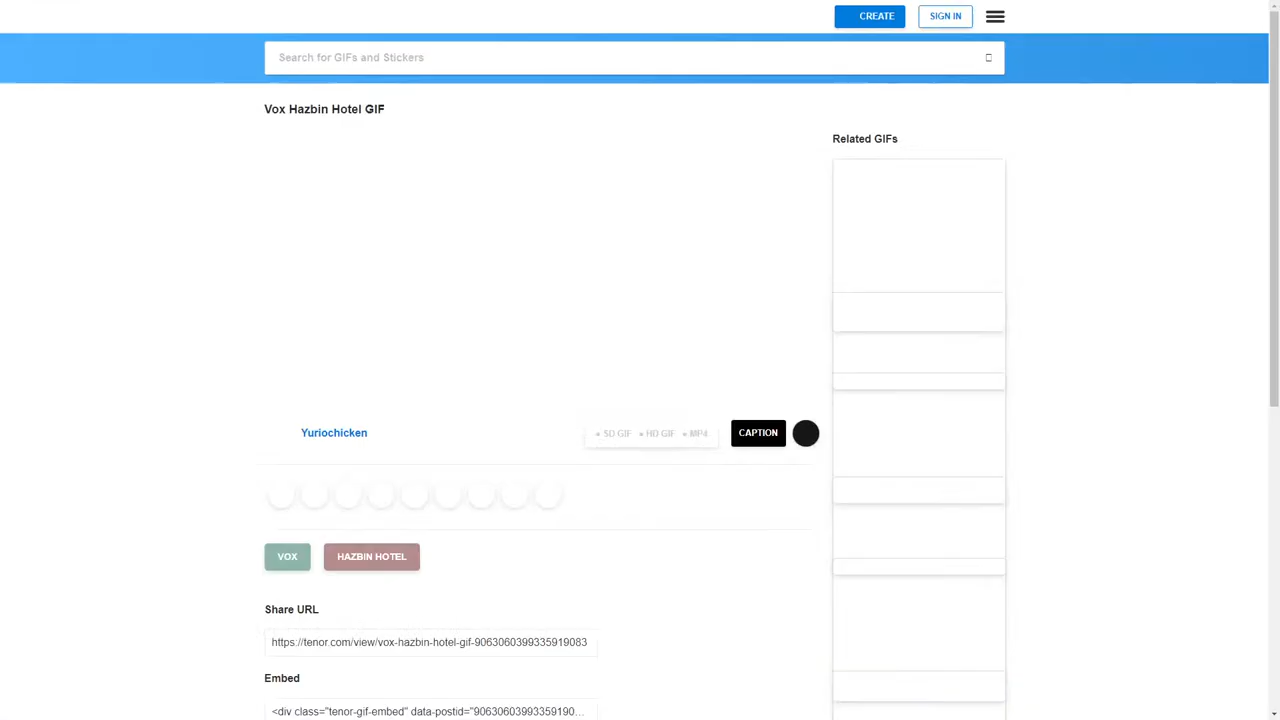 CREATE
SIGN IN
Search for GIFs and Stickers
Vox Hazbin Hotel GIF
Related GIFs
Yuriochicken
● SD GIF ● HD GIF ● MP4
CAPTION
VOX
HAZBIN HOTEL
Share URL
https://tenor.com/view/vox-hazbin-hotel-gif-9063060399335919083
Embed
<div class="tenor-gif-embed" data-postid="90630603993359190...